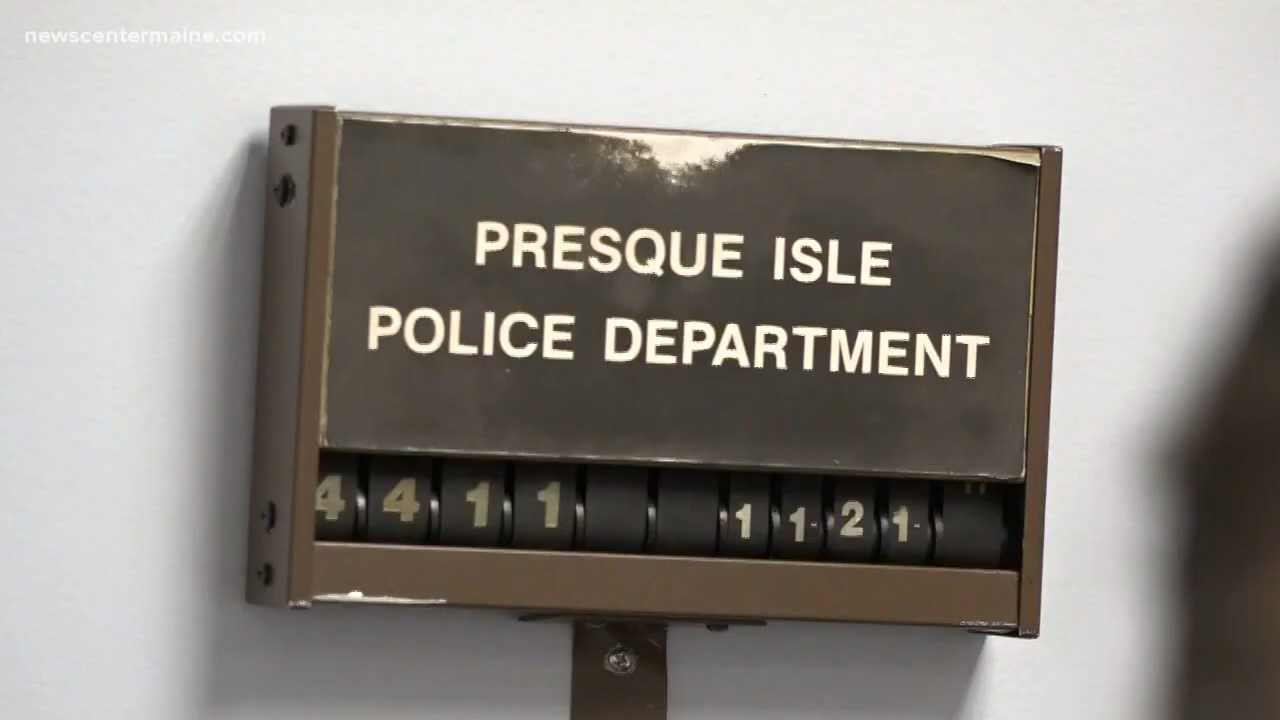 newscentermaine.com
PRESQUE ISLE
POLICE DEPARTMENT
4 4 1 1 1 1- 2 1-